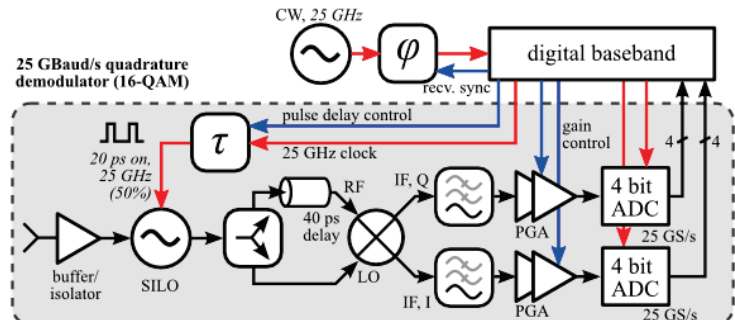 CW, 25 GHz
φ
digital baseband
25 GBaud/s quadrature
demodulator (16-QAM)
recv. sync
pulse delay control
τ
25 GHz clock
gain
control
4
4
20 ps on,
25 GHz
(50%)
RF
40 ps
delay
IF, Q
PGA
4 bit
ADC
25 GS/s
buffer/
isolator
SILO
LO
IF, I
PGA
4 bit
ADC
25 GS/s